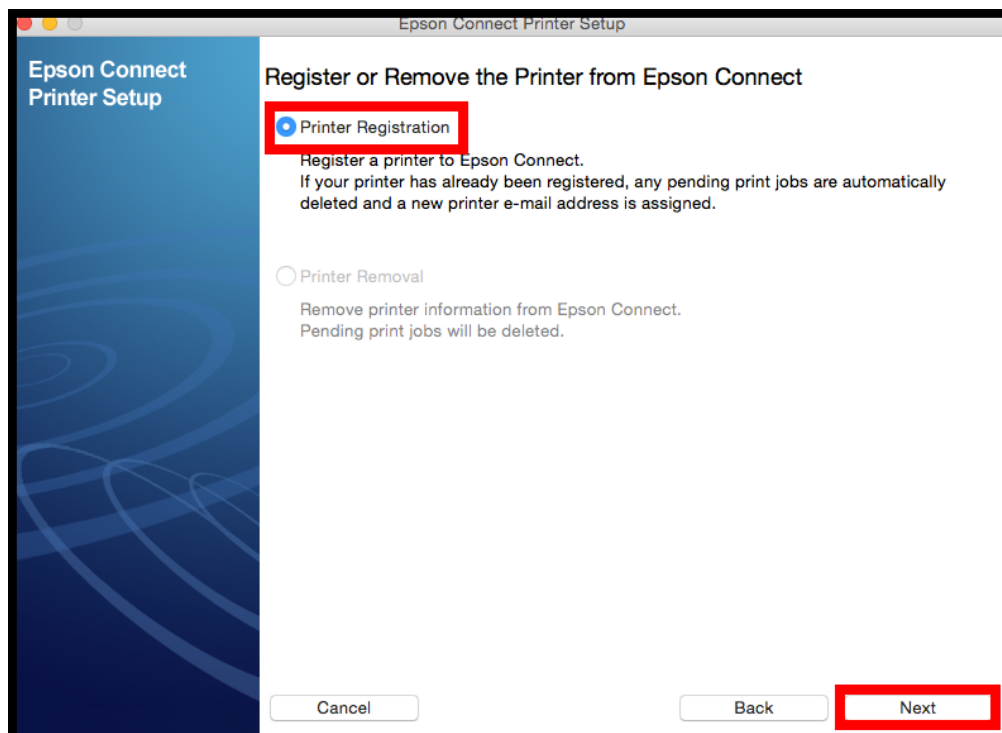 Epson Connect Printer Setup
Epson Connect
Printer Setup
Register or Remove the Printer from Epson Connect
Printer Registration
Register a printer to Epson Connect.
If your printer has already been registered, any pending print jobs are automatically
deleted and a new printer e-mail address is assigned.
Printer Removal
Remove printer information from Epson Connect.
Pending print jobs will be deleted.
Cancel
Back
Next